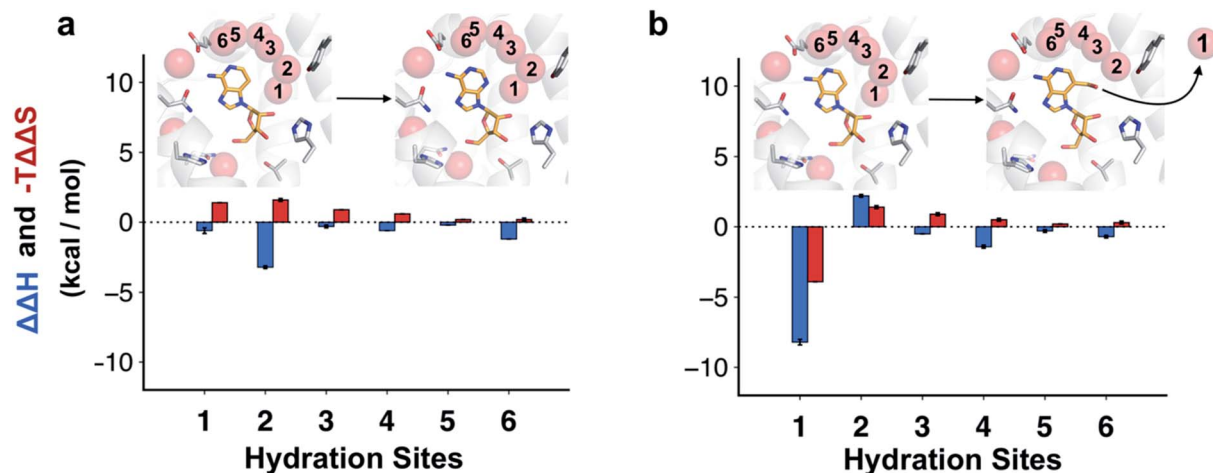 a
ΔΔH and -TΔΔS
(kcal / mol)
10
5
0
−5
-10
6 5 4 3 2 1
6 5 4 3 2 1
1 2 3 4 5 6
Hydration Sites
b
10
5
0
−5
−10
6 5 4 3 2 1
6 5 4 3 2
1
1 2 3 4 5 6
Hydration Sites